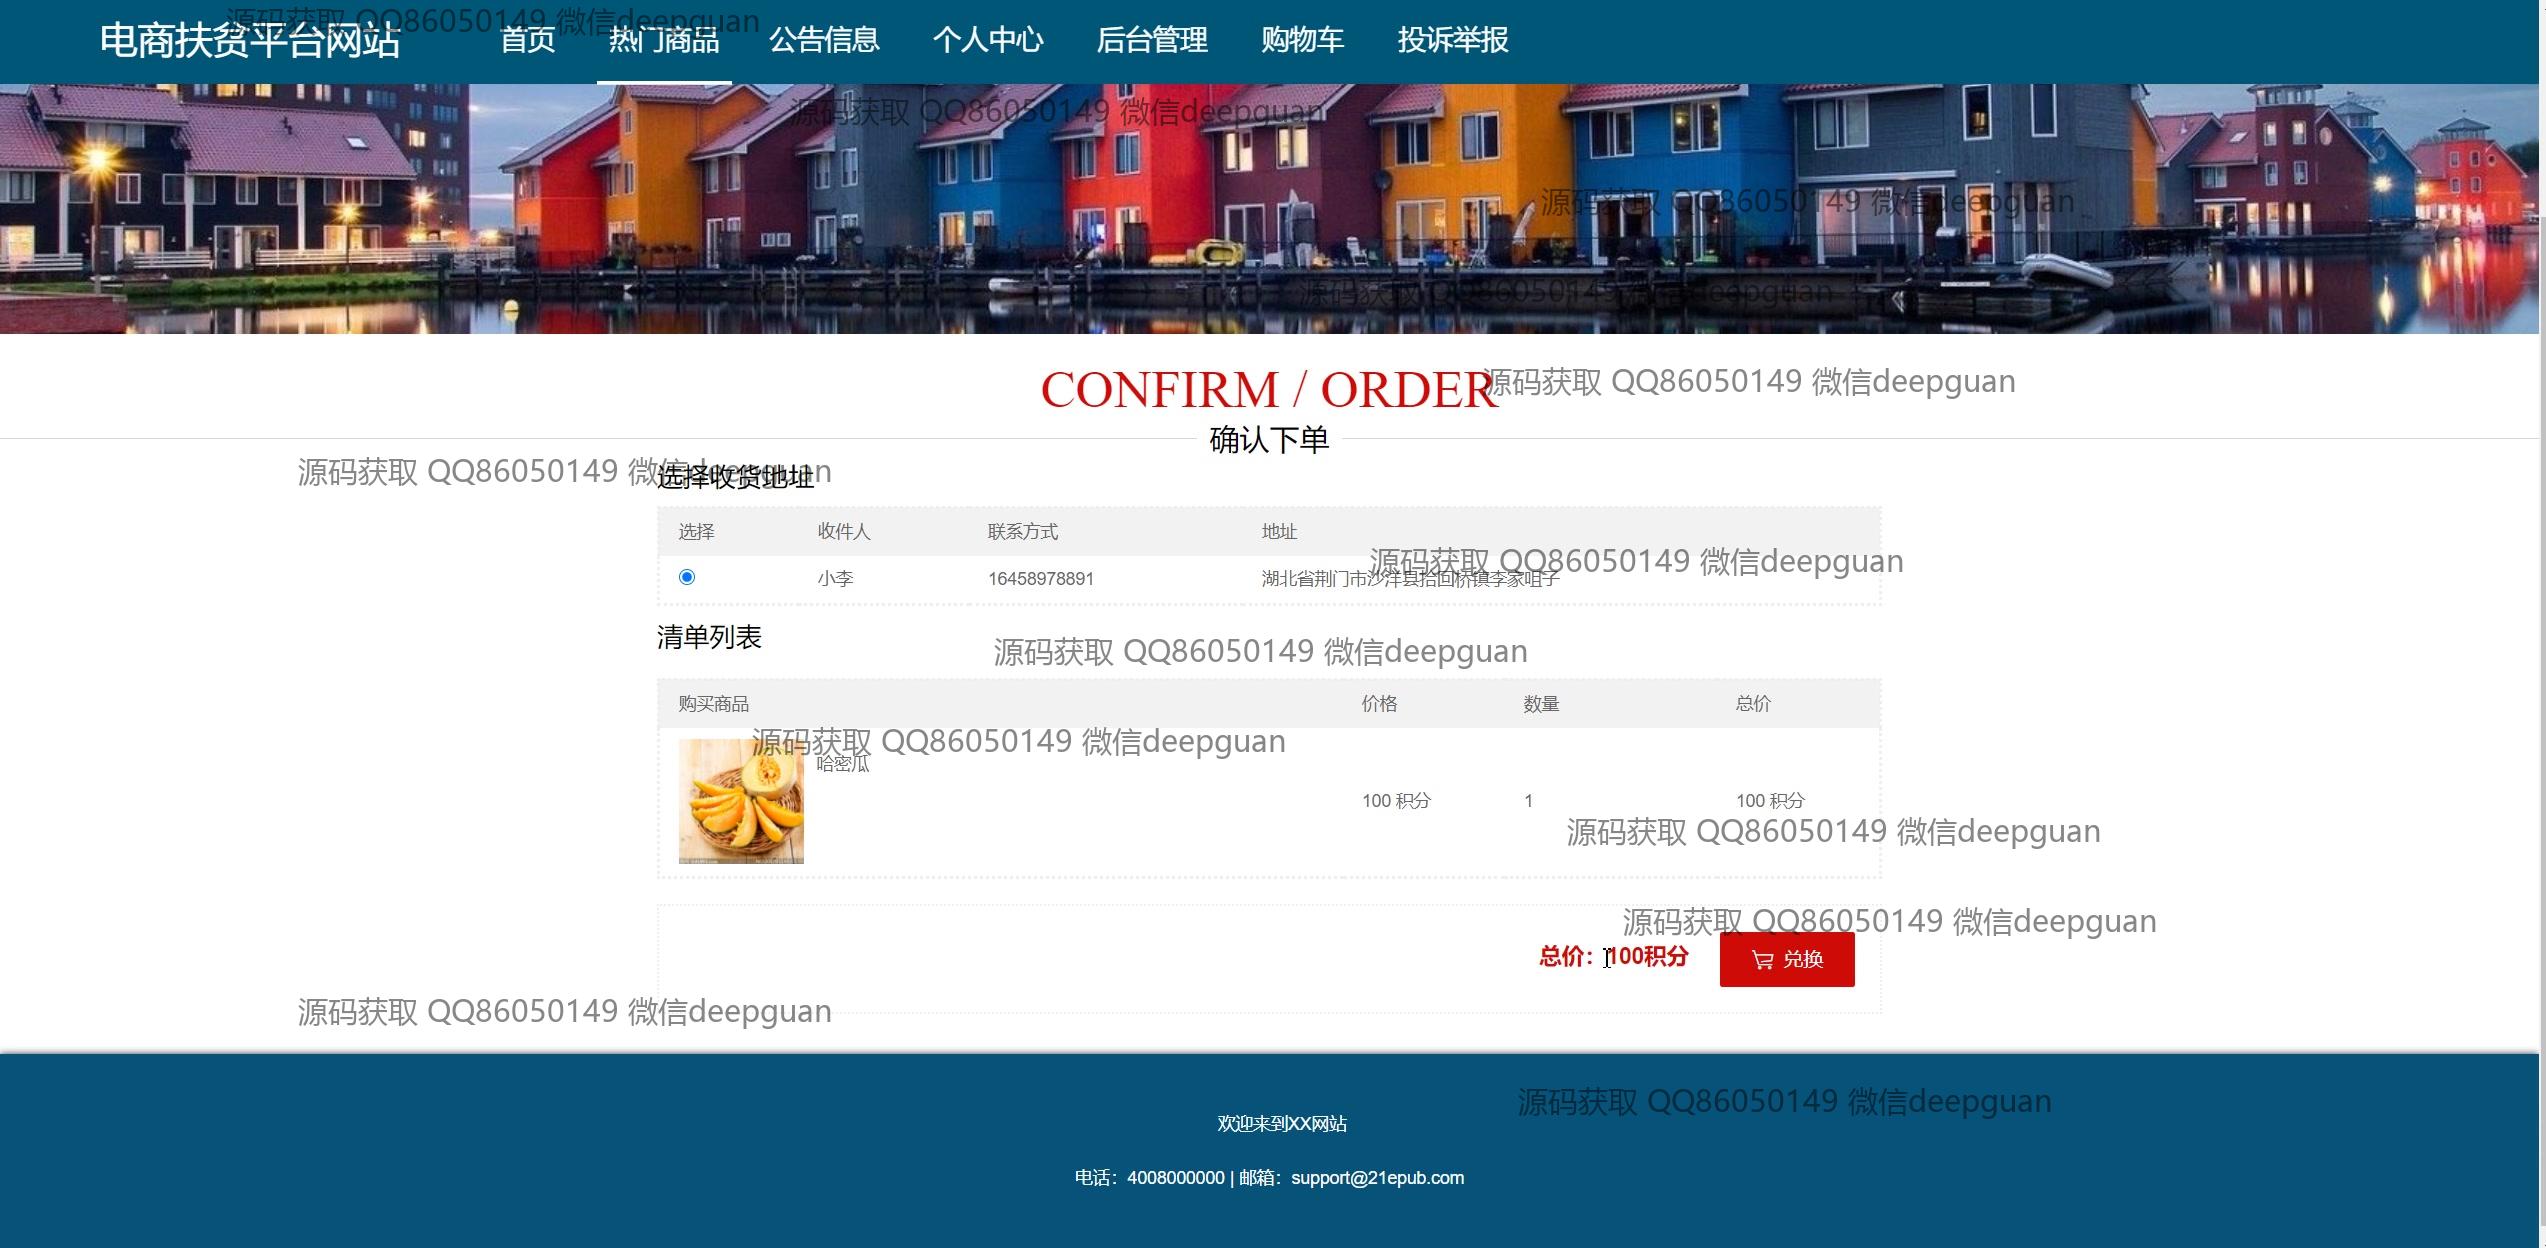 电商扶贫平台网站 首页 热门商品 公告信息 个人中心 后台管理 购物车 投诉举报
源码获取 QQ86050149 微信deepguan
源码获取 QQ86050149 微信deepguan
源码获取 QQ86050149 微信deepguan
源码获取 QQ86050149 微信deepguan
CONFIRM / ORDER
源码获取 QQ86050149 微信deepguan
确认下单
源码获取 QQ86050149 微信deepguan
选择收货地址
选择 收件人 联系方式 地址
源码获取 QQ86050149 微信deepguan
小李 16458978891 湖北省荆门市沙洋县拾回桥镇李家咀子
清单列表
源码获取 QQ86050149 微信deepguan
购买商品 价格 数量 总价
源码获取 QQ86050149 微信deepguan
哈密瓜
100 积分 1 100 积分
源码获取 QQ86050149 微信deepguan
源码获取 QQ86050149 微信deepguan
总价：100积分 兑换
源码获取 QQ86050149 微信deepguan
源码获取 QQ86050149 微信deepguan
欢迎来到XX网站
电话：4008000000 | 邮箱：support@21epub.com